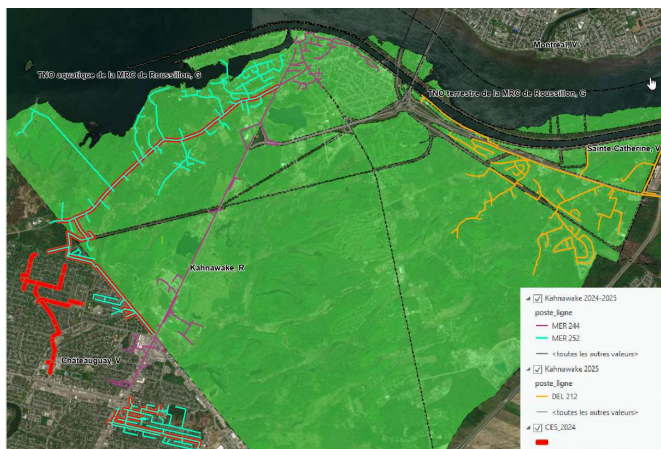 Montréal, V
TNO aquatique de la MRC de Roussillon, G
TNO terrestre de la MRC de Roussillon, G
Sainte-Catherine, V
Kahnawake, R
Chateauguay, V
Kahnawake 2024-2025
poste_ligne
MER 244
MER 252
<toutes les autres valeurs>
Kahnawake 2025
poste_ligne
DEL 212
<toutes les autres valeurs>
CES_2024